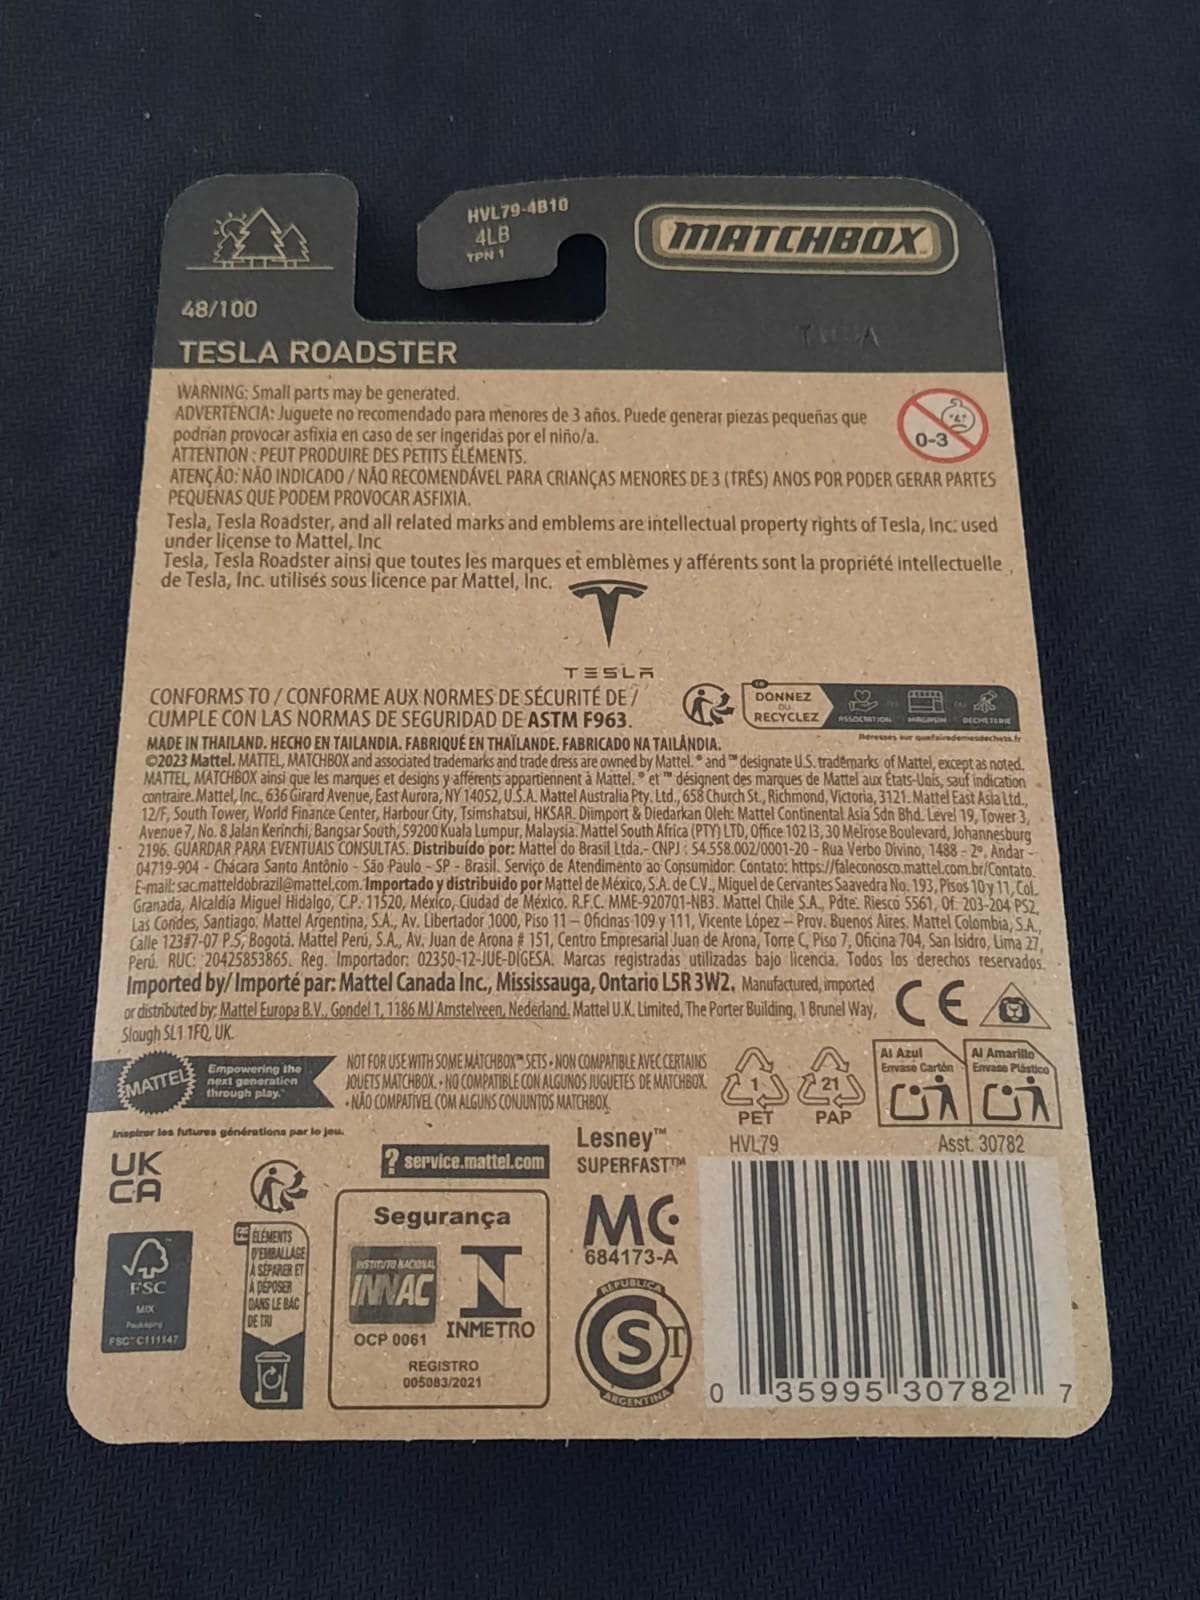 HVL79-4B10
4LB
TPN 1
MATCHBOX
48/100
TESLA ROADSTER
WARNING: Small parts may be generated.
ADVERTENCIA: Juguete no recomendado para menores de 3 años. Puede generar piezas pequeñas que
podrían provocar asfixia en caso de ser ingeridas por el niño/a.
0-3
ATTENTION : PEUT PRODUIRE DES PETITS ÉLÉMENTS.
ATENÇÃO: NÃO INDICADO / NÃO RECOMENDÁVEL PARA CRIANÇAS MENORES DE 3 (TRÊS) ANOS POR PODER GERAR PARTES
PEQUENAS QUE PODEM PROVOCAR ASFIXIA.
Tesla, Tesla Roadster, and all related marks and emblems are intellectual property rights of Tesla, Inc. used
under license to Mattel, Inc
Tesla, Tesla Roadster ainsi que toutes les marques et emblèmes y afférents sont la propriété intellectuelle
de Tesla, Inc. utilisés sous licence par Mattel, Inc.
TESLA
CONFORMS TO / CONFORME AUX NORMES DE SÉCURITÉ DE /
CUMPLE CON LAS NORMAS DE SEGURIDAD DE ASTM F963.
FR
DONNEZ
OU
RECYCLEZ
ASSOCIATION
OU
MAGASIN
OU
DÉCHÈTERIE
Adresses sur quefairedemesdechets.fr
MADE IN THAILAND. HECHO EN TAILANDIA. FABRIQUÉ EN THAÏLANDE. FABRICADO NA TAILÂNDIA.
©2023 Mattel. MATTEL, MATCHBOX and associated trademarks and trade dress are owned by Mattel. ® and ™ designate U.S. trademarks of Mattel, except as noted.
MATTEL, MATCHBOX ainsi que les marques et designs y afférents appartiennent à Mattel. ® et ™ désignent des marques de Mattel aux États-Unis, sauf indication
contraire. Mattel, Inc., 636 Girard Avenue, East Aurora, NY 14052, U.S.A. Mattel Australia Pty. Ltd., 658 Church St., Richmond, Victoria, 3121. Mattel East Asia Ltd.,
12/F, South Tower, World Finance Center, Harbour City, Tsimshatsui, HKSAR. Diimport & Diedarkan Oleh: Mattel Continental Asia Sdn Bhd. Level 19, Tower 3,
Avenue 7, No. 8 Jalan Kerinchi, Bangsar South, 59200 Kuala Lumpur, Malaysia. Mattel South Africa (PTY) LTD, Office 102 I3, 30 Melrose Boulevard, Johannesburg
2196. GUARDAR PARA EVENTUAIS CONSULTAS. Distribuído por: Mattel do Brasil Ltda.- CNPJ : 54.558.002/0001-20 - Rua Verbo Divino, 1488 - 2º. Andar -
04719-904 - Chácara Santo Antônio - São Paulo - SP - Brasil. Serviço de Atendimento ao Consumidor: Contato: https://faleconosco.mattel.com.br/Contato.
E-mail: sac.matteldobrazil@mattel.com. Importado y distribuido por Mattel de México, S.A. de C.V., Miguel de Cervantes Saavedra No. 193, Pisos 10 y 11, Col.
Granada, Alcaldía Miguel Hidalgo, C.P. 11520, México, Ciudad de México. R.F.C. MME-920701-NB3. Mattel Chile S.A., Pdte. Riesco 5561, Of. 203-204 PS2,
Las Condes, Santiago. Mattel Argentina, S.A., Av. Libertador 1000, Piso 11 – Oficinas 109 y 111, Vicente López – Prov. Buenos Aires. Mattel Colombia, S.A.,
Calle 123#7-07 P.5, Bogotá. Mattel Perú, S.A., Av. Juan de Arona # 151, Centro Empresarial Juan de Arona, Torre C, Piso 7, Oficina 704, San Isidro, Lima 27,
Perú. RUC: 20425853865. Reg. Importador: 02350-12-JUE-DIGESA. Marcas registradas utilizadas bajo licencia. Todos los derechos reservados.
Imported by/ Importé par: Mattel Canada Inc., Mississauga, Ontario L5R 3W2. Manufactured, imported
or distributed by: Mattel Europa B.V., Gondel 1, 1186 MJ Amstelveen, Nederland. Mattel U.K. Limited, The Porter Building, 1 Brunel Way,
Slough SL1 1FQ, UK.
CE
MATTEL
Empowering the
next generation
through play.™
Inspirer les futures générations par le jeu.
NOT FOR USE WITH SOME MATCHBOX™ SETS • NON COMPATIBLE AVEC CERTAINS
JOUETS MATCHBOX. • NO COMPATIBLE CON ALGUNOS JUGUETES DE MATCHBOX.
• NÃO COMPATÍVEL COM ALGUNS CONJUNTOS MATCHBOX
1
PET
21
PAP
Al Azul
Envase Cartón
Al Amarillo
Envase Plástico
UK
CA
FSC
MIX
Packaging
FSC™ C111147
FR
ÉLÉMENTS
D'EMBALLAGE
À SÉPARER ET
À DÉPOSER
DANS LE BAC
DE TRI
? service.mattel.com
Segurança
INSTITUTO NACIONAL
INNAC
OCP 0061
INMETRO
REGISTRO
005083/2021
Lesney™
SUPERFAST™
MC
684173-A
REPUBLICA
S T
ARGENTINA
HVL79
Asst. 30782
0 35995 30782 7